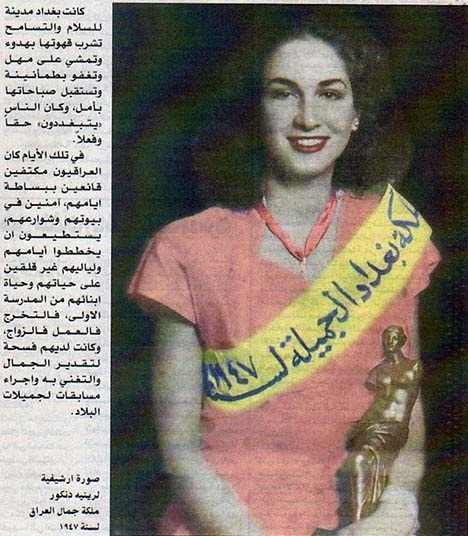 كانت بغداد مدينة
للسلام والتسامح
تشرب قهوتها بهدوء
وتمشي على مهل
وتغفو بطمأنينة
وتستقبل صباحاتها
بأمل، وكان الناس
«يتبغددون» حقاً
وفعلاً.
في تلك الأيام كان
العراقيون مكتفين
قانعين ببساطة
ايامهم، آمنين في
بيوتهم وشوارعهم،
يستطيعون ان
يخططوا أيامهم
ولياليهم غير قلقين
على حياتهم وحياة
ابنائهم من المدرسة
الاولى، فالتخرج
فالعمل فالزواج،
وكانت لديهم فسحة
لتقدير الجمال
والتغني به واجراء
مسابقات لجميلات
البلاد.
صورة ارشيفية
لرينيه دنكور
ملكة جمال العراق
لسنة ١٩٤٧
ملكة بغداد الجميلة لسنة ١٩٤٧